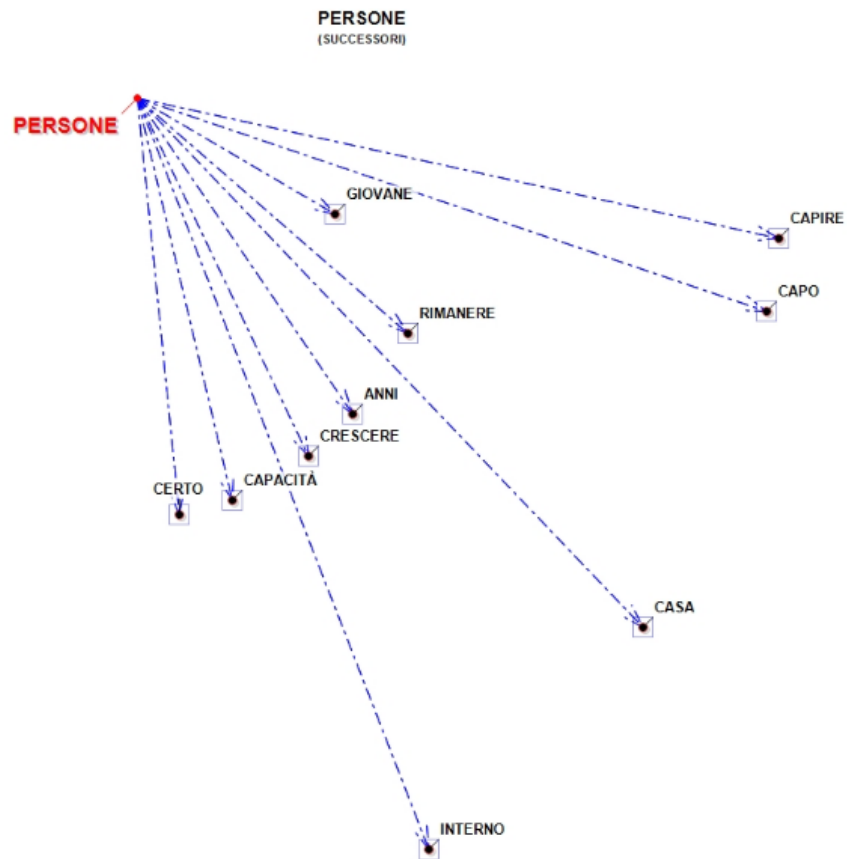 PERSONE
(SUCCESSORI)
PERSONE
GIOVANE
CAPIRE
CAPO
RIMANERE
ANNI
CRESCERE
CAPACITÀ
CERTO
CASA
INTERNO